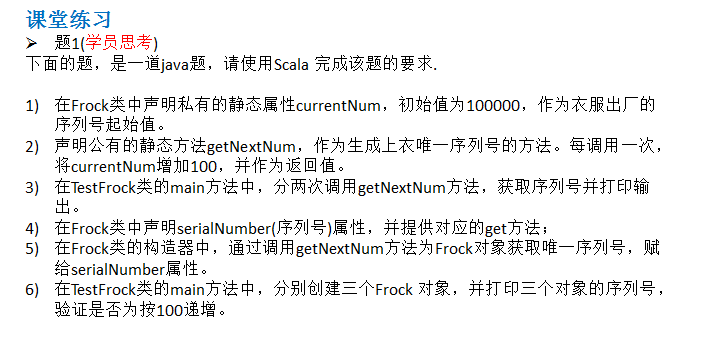 课堂练习
➢ 题1(学员思考)
下面的题，是一道java题，请使用Scala 完成该题的要求.
1) 在Frock类中声明私有的静态属性currentNum，初始值为100000，作为衣服出厂的
序列号起始值。
2) 声明公有的静态方法getNextNum，作为生成上衣唯一序列号的方法。每调用一次，
将currentNum增加100，并作为返回值。
3) 在TestFrock类的main方法中，分两次调用getNextNum方法，获取序列号并打印输
出。
4) 在Frock类中声明serialNumber(序列号)属性，并提供对应的get方法；
5) 在Frock类的构造器中，通过调用getNextNum方法为Frock对象获取唯一序列号，赋
给serialNumber属性。
6) 在TestFrock类的main方法中，分别创建三个Frock 对象，并打印三个对象的序列号，
验证是否为按100递增。